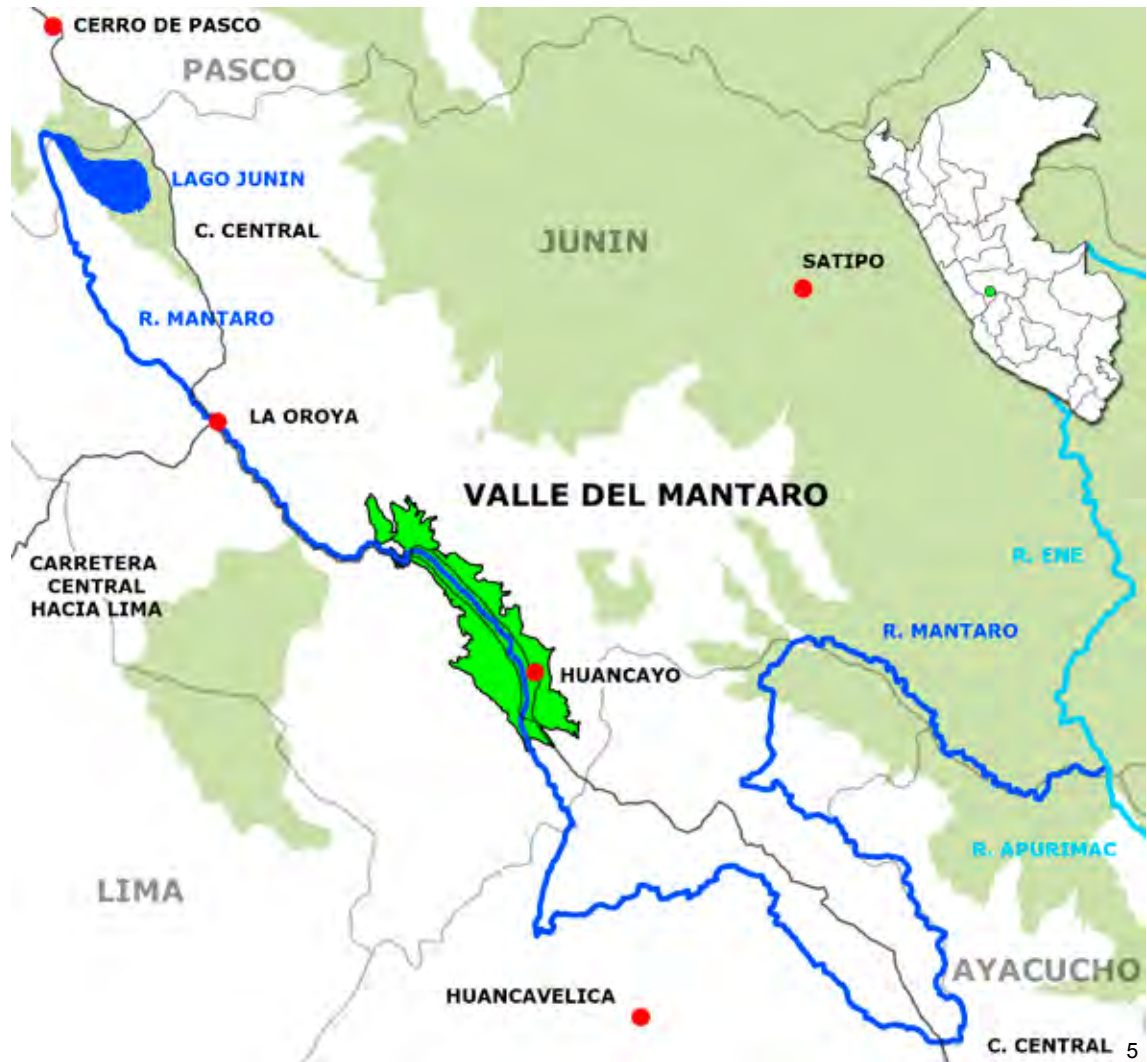 CERRO DE PASCO
PASCO
LAGO JUNIN
C. CENTRAL
JUNIN
SATIPO
R. MANTARO
LA OROYA
VALLE DEL MANTARO
CARRETERA
CENTRAL
HACIA LIMA
R. ENE
R. MANTARO
HUANCAYO
R. APURIMAC
LIMA
AYACUCHO
HUANCAVELICA
C. CENTRAL
5